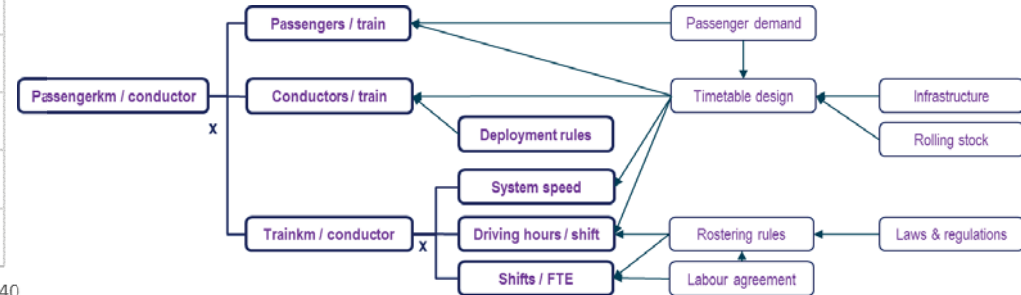 Passengers / train
Passenger demand
Passengerkm / conductor
Conductors / train
Timetable design
Infrastructure
x
Deployment rules
Rolling stock
System speed
Trainkm / conductor
x
Driving hours / shift
Rostering rules
Laws & regulations
Shifts / FTE
Labour agreement
40